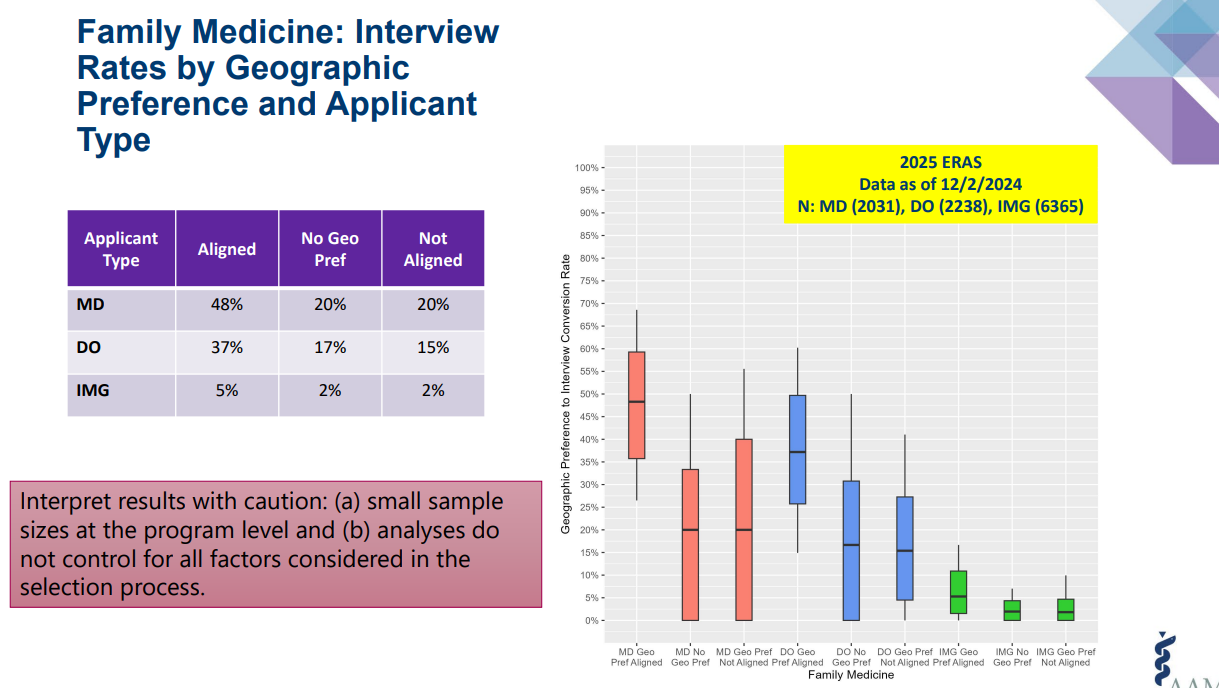 Family Medicine: Interview
Rates by Geographic
Preference and Applicant
Type
Applicant Type Aligned No Geo Pref Not Aligned
MD 48% 20% 20%
DO 37% 17% 15%
IMG 5% 2% 2%
Interpret results with caution: (a) small sample
sizes at the program level and (b) analyses do
not control for all factors considered in the
selection process.
2025 ERAS
Data as of 12/2/2024
N: MD (2031), DO (2238), IMG (6365)
Geographic Preference to Interview Conversion Rate
100%
95%
90%
85%
80%
75%
70%
65%
60%
55%
50%
45%
40%
35%
30%
25%
20%
15%
10%
5%
0%
MD Geo Pref Aligned
MD No Geo Pref
MD Geo Pref Not Aligned
DO Geo Pref Aligned
DO No Geo Pref
DO Geo Pref Not Aligned
IMG Geo Pref Aligned
IMG No Geo Pref
IMG Geo Pref Not Aligned
Family Medicine